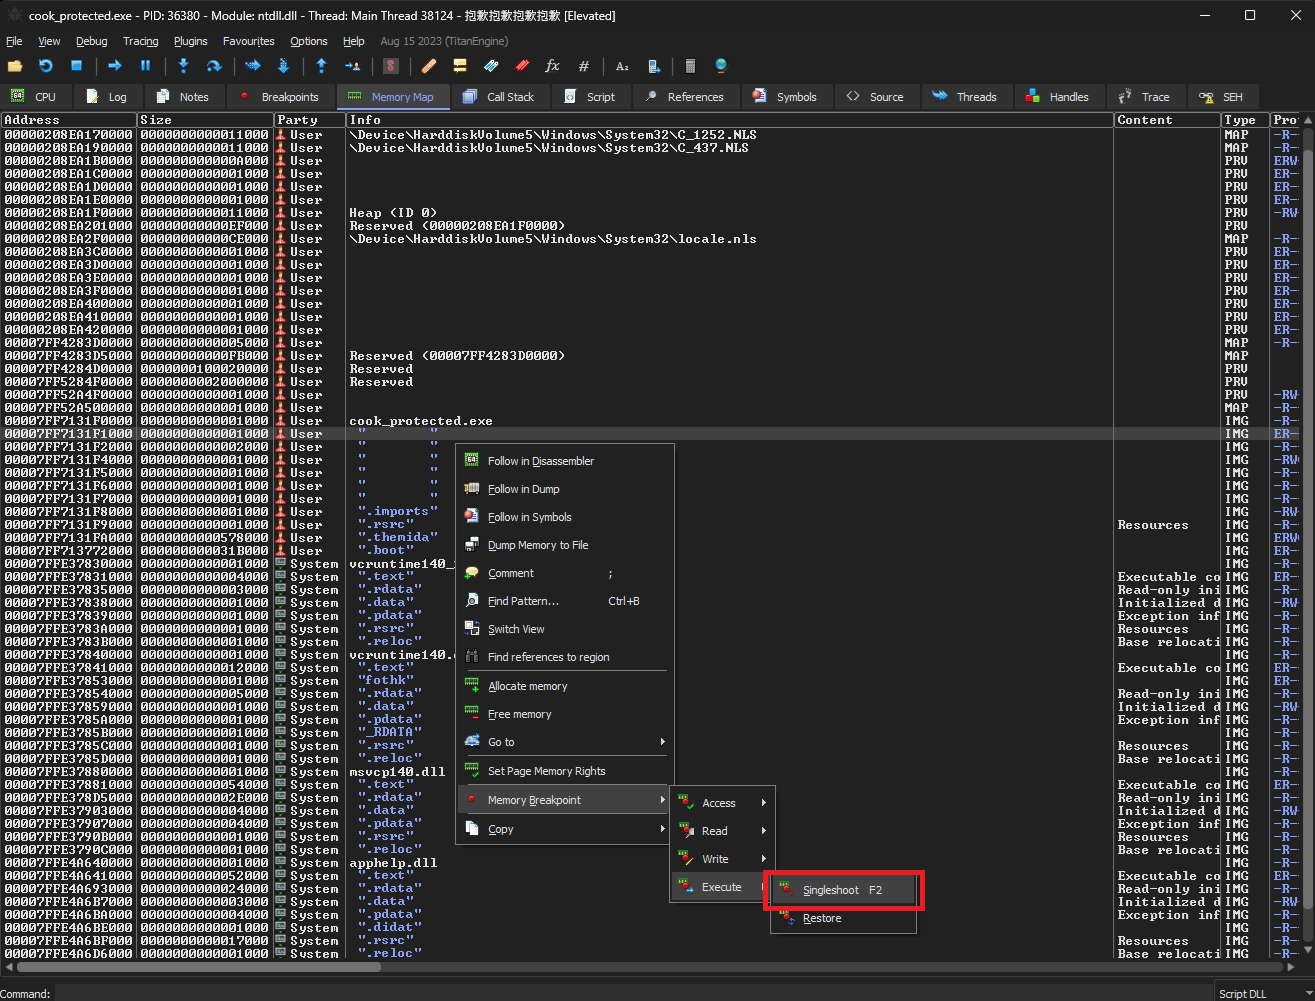 cook_protected.exe - PID: 36380 - Module: ntdll.dll - Thread: Main Thread 38124 - 抱歉抱歉抱歉抱歉 [Elevated]
File View Debug Tracing Plugins Favourites Options Help Aug 15 2023 (TitanEngine)
CPU Log Notes Breakpoints Memory Map Call Stack Script References Symbols Source Threads Handles Trace SEH
Address Size Party Info Content Type Pro
00000208EA170000 0000000000011000 User \Device\HarddiskVolume5\Windows\System32\C_1252.NLS MAP -R-
00000208EA190000 0000000000011000 User \Device\HarddiskVolume5\Windows\System32\C_437.NLS MAP -R-
00000208EA1B0000 000000000000A000 User PRV ERW
00000208EA1C0000 0000000000001000 User PRV ER-
00000208EA1D0000 0000000000001000 User PRV ER-
00000208EA1E0000 0000000000001000 User PRV ER-
00000208EA1F0000 0000000000011000 User Heap (ID 0) PRV -RW
00000208EA201000 00000000000EF000 User Reserved (00000208EA1F0000) PRV
00000208EA2F0000 00000000000CE000 User \Device\HarddiskVolume5\Windows\System32\locale.nls MAP -R-
00000208EA3C0000 0000000000001000 User PRV ER-
00000208EA3D0000 0000000000001000 User PRV ER-
00000208EA3E0000 0000000000001000 User PRV ER-
00000208EA3F0000 0000000000001000 User PRV ER-
00000208EA400000 0000000000001000 User PRV ER-
00000208EA410000 0000000000001000 User PRV ER-
00000208EA420000 0000000000001000 User PRV ER-
00007FF4283D0000 0000000000005000 User MAP -R-
00007FF4283D5000 00000000000FB000 User Reserved (00007FF4283D0000) MAP
00007FF4284D0000 0000000100020000 User Reserved PRV
00007FF5284F0000 0000000002000000 User Reserved PRV
00007FF52A4F0000 0000000000001000 User PRV -RW
00007FF52A500000 0000000000001000 User MAP -R-
00007FF7131F0000 0000000000001000 User cook_protected.exe IMG -R-
00007FF7131F1000 0000000000001000 User " " IMG ER-
00007FF7131F2000 0000000000002000 User " " IMG -R-
00007FF7131F4000 0000000000001000 User " " IMG -RW
00007FF7131F5000 0000000000001000 User " " IMG -R-
00007FF7131F6000 0000000000001000 User " " IMG -R-
00007FF7131F7000 0000000000001000 User " " IMG -R-
00007FF7131F8000 0000000000001000 User ".imports" IMG -RW
00007FF7131F9000 0000000000001000 User ".rsrc" Resources IMG -R-
00007FF7131FA000 0000000000578000 User ".themida" IMG ERW
00007FF713772000 000000000031B000 User ".boot" IMG ER-
00007FFE37830000 0000000000001000 System vcruntime140_ IMG -R-
00007FFE37831000 0000000000004000 System ".text" Executable co IMG ER-
00007FFE37835000 0000000000003000 System ".rdata" Read-only ini IMG -R-
00007FFE37838000 0000000000001000 System ".data" Initialized d IMG -RW
00007FFE37839000 0000000000001000 System ".pdata" Exception inf IMG -R-
00007FFE3783A000 0000000000001000 System ".rsrc" Resources IMG -R-
00007FFE3783B000 0000000000001000 System ".reloc" Base relocati IMG -R-
00007FFE37840000 0000000000001000 System vcruntime140. IMG -R-
00007FFE37841000 0000000000012000 System ".text" Executable co IMG ER-
00007FFE37853000 0000000000001000 System "fothk" IMG ER-
00007FFE37854000 0000000000005000 System ".rdata" Read-only ini IMG -R-
00007FFE37859000 0000000000001000 System ".data" Initialized d IMG -RW
00007FFE3785A000 0000000000001000 System ".pdata" Exception inf IMG -R-
00007FFE3785B000 0000000000001000 System "_RDATA" IMG -R-
00007FFE3785C000 0000000000001000 System ".rsrc" Resources IMG -R-
00007FFE3785D000 0000000000001000 System ".reloc" Base relocati IMG -R-
00007FFE37880000 0000000000001000 System msvcp140.dll IMG -R-
00007FFE37881000 0000000000054000 System ".text" Executable co IMG ER-
00007FFE378D5000 000000000002E000 System ".rdata" Read-only ini IMG -R-
00007FFE37903000 0000000000004000 System ".data" Initialized d IMG -RW
00007FFE37907000 0000000000004000 System ".pdata" Exception inf IMG -R-
00007FFE3790B000 0000000000001000 System ".rsrc" Resources IMG -R-
00007FFE3790C000 0000000000001000 System ".reloc" Base relocati IMG -R-
00007FFE4A640000 0000000000001000 System apphelp.dll IMG -R-
00007FFE4A641000 0000000000052000 System ".text" Executable co IMG ER-
00007FFE4A693000 0000000000024000 System ".rdata" Read-only ini IMG -R-
00007FFE4A6B7000 0000000000003000 System ".data" Initialized d IMG -RW
00007FFE4A6BA000 0000000000004000 System ".pdata" Exception inf IMG -R-
00007FFE4A6BE000 0000000000001000 System ".didat" IMG -RW
00007FFE4A6BF000 0000000000017000 System ".rsrc" Resources IMG -R-
00007FFE4A6D6000 0000000000001000 System ".reloc" Base relocati IMG -R-
Follow in Disassembler
Follow in Dump
Follow in Symbols
Dump Memory to File
Comment ;
Find Pattern... Ctrl+B
Switch View
Find references to region
Allocate memory
Free memory
Go to
Set Page Memory Rights
Memory Breakpoint
Copy
Access
Read
Write
Execute
Singleshoot F2
Restore
Command: Script DLL